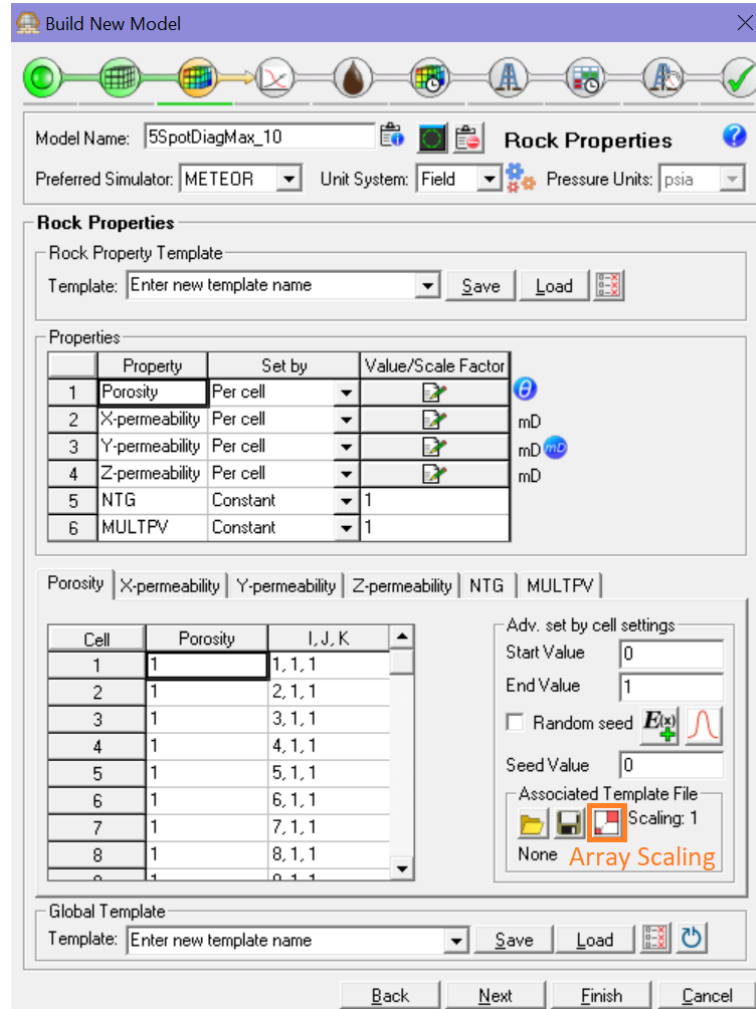 Build New Model
Model Name: 5SpotDiagMax_10 Rock Properties
Preferred Simulator: METEOR Unit System: Field Pressure Units: psia
Rock Properties
Rock Property Template
Template: Enter new template name Save Load
Properties
Property Set by Value/Scale Factor
1 Porosity Per cell θ
2 X-permeability Per cell mD
3 Y-permeability Per cell mD mD
4 Z-permeability Per cell mD
5 NTG Constant 1
6 MULTPV Constant 1
Porosity X-permeability Y-permeability Z-permeability NTG MULTPV
Cell Porosity I, J, K
1 1 1, 1, 1
2 1 2, 1, 1
3 1 3, 1, 1
4 1 4, 1, 1
5 1 5, 1, 1
6 1 6, 1, 1
7 1 7, 1, 1
8 1 8, 1, 1
Adv. set by cell settings
Start Value 0
End Value 1
Random seed E(x)
Seed Value 0
Associated Template File
Scaling: 1
None Array Scaling
Global Template
Template: Enter new template name Save Load
Back Next Finish Cancel